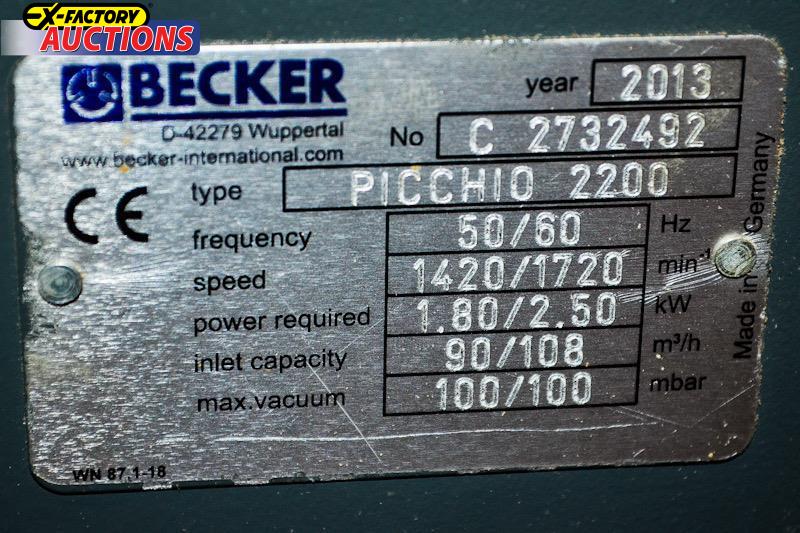 X-FACTORY
AUCTIONS
BECKER
D-42279 Wuppertal
www.becker-international.com
year 2013
No C 2732492
type PICCHIO 2200
CE
frequency 50/60 Hz
speed 1420/1720 min⁻¹
power required 1.80/2.50 kW
inlet capacity 90/108 m³/h
max.vacuum 100/100 mbar
Made in Germany
WN 87.1-18